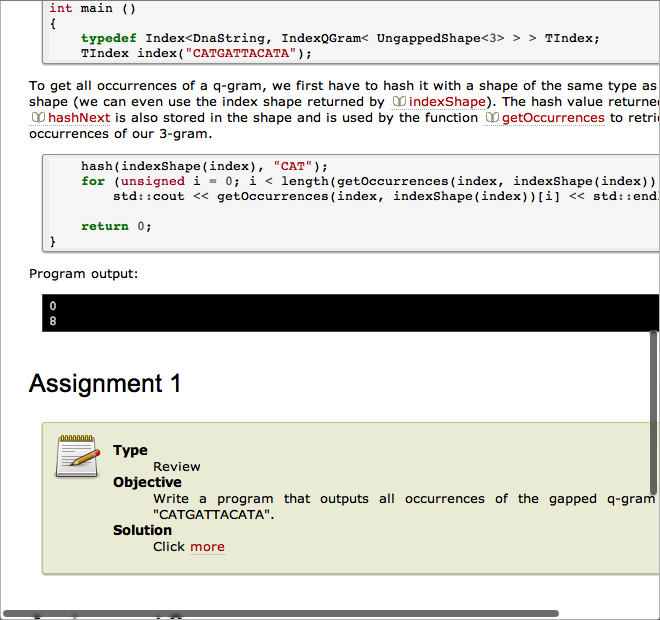 int main ()
{
    typedef Index<DnaString, IndexQGram< UngappedShape<3> > > TIndex;
    TIndex index("CATGATTACATA");
To get all occurrences of a q-gram, we first have to hash it with a shape of the same type as
shape (we can even use the index shape returned by indexShape). The hash value returne
hashNext is also stored in the shape and is used by the function getOccurrences to retri
occurrences of our 3-gram.
    hash(indexShape(index), "CAT");
    for (unsigned i = 0; i < length(getOccurrences(index, indexShape(index))
        std::cout << getOccurrences(index, indexShape(index))[i] << std::endl
    return 0;
}
Program output:
0
8
Assignment 1
Type
Review
Objective
Write a program that outputs all occurrences of the gapped q-gram
"CATGATTACATA".
Solution
Click more